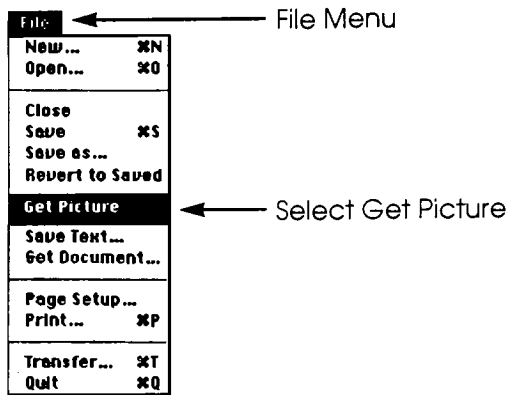 File
File Menu
New... ⌘N
Open... ⌘O
Close
Save ⌘S
Save as...
Revert to Saved
Get Picture
Select Get Picture
Save Text...
Get Document...
Page Setup...
Print... ⌘P
Transfer... ⌘T
Quit ⌘Q